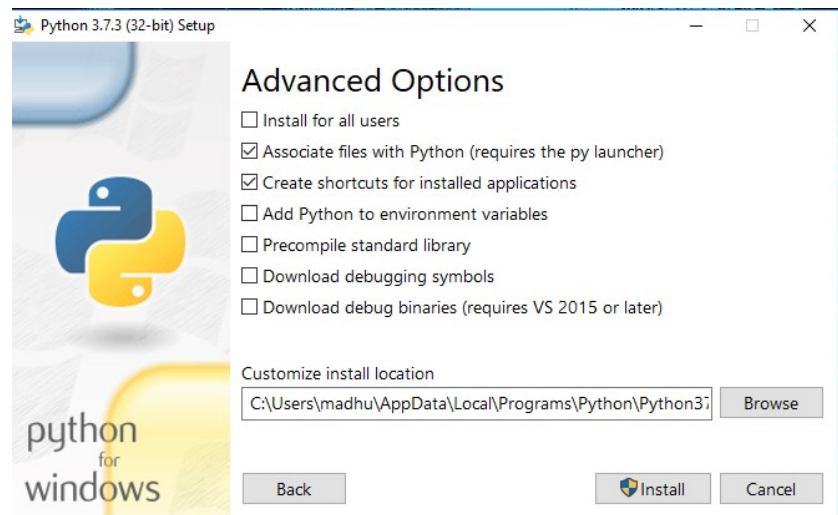 Python 3.7.3 (32-bit) Setup
Advanced Options
Install for all users
Associate files with Python (requires the py launcher)
Create shortcuts for installed applications
Add Python to environment variables
Precompile standard library
Download debugging symbols
Download debug binaries (requires VS 2015 or later)
Customize install location
C:\Users\madhu\AppData\Local\Programs\Python\Python37
Browse
python
for
windows
Back
Install
Cancel